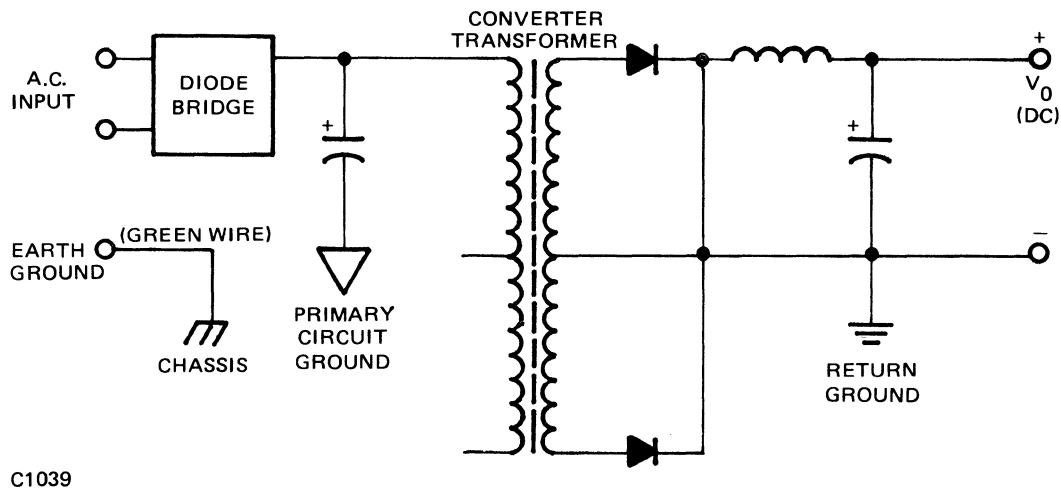 CONVERTER
TRANSFORMER
A.C.
INPUT
DIODE
BRIDGE
+
+
+
V0
(DC)
(GREEN WIRE)
EARTH
GROUND
−
PRIMARY
CIRCUIT
GROUND
CHASSIS
RETURN
GROUND
C1039